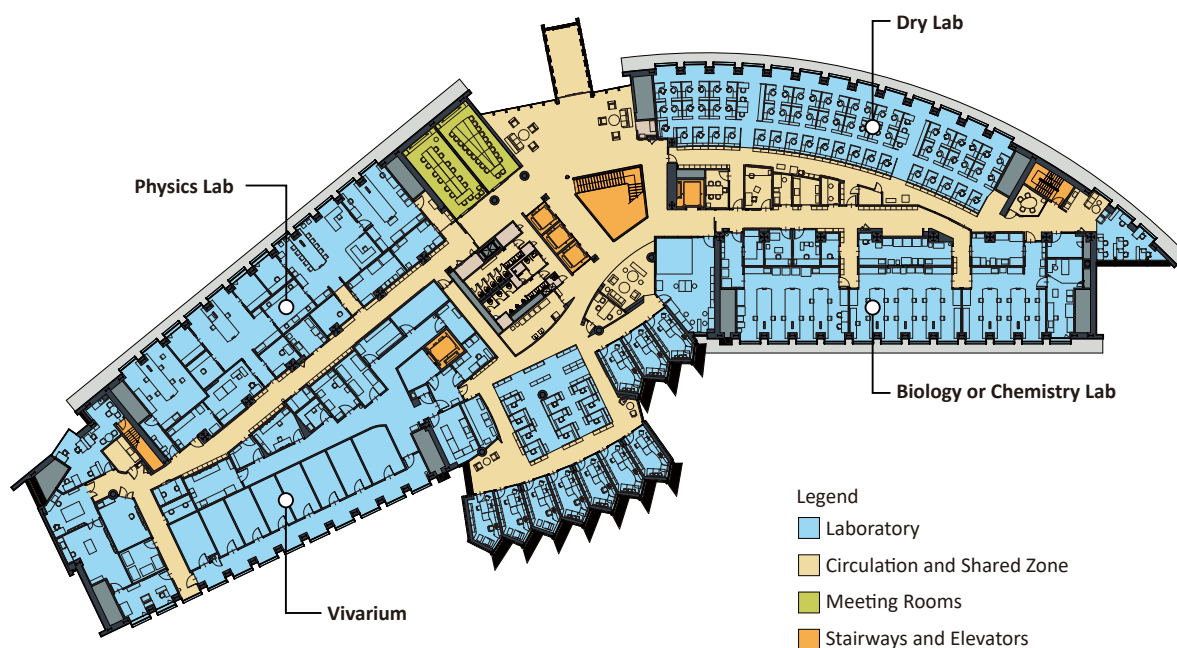 Dry Lab
Physics Lab
Biology or Chemistry Lab
Vivarium
Legend
Laboratory
Circulation and Shared Zone
Meeting Rooms
Stairways and Elevators